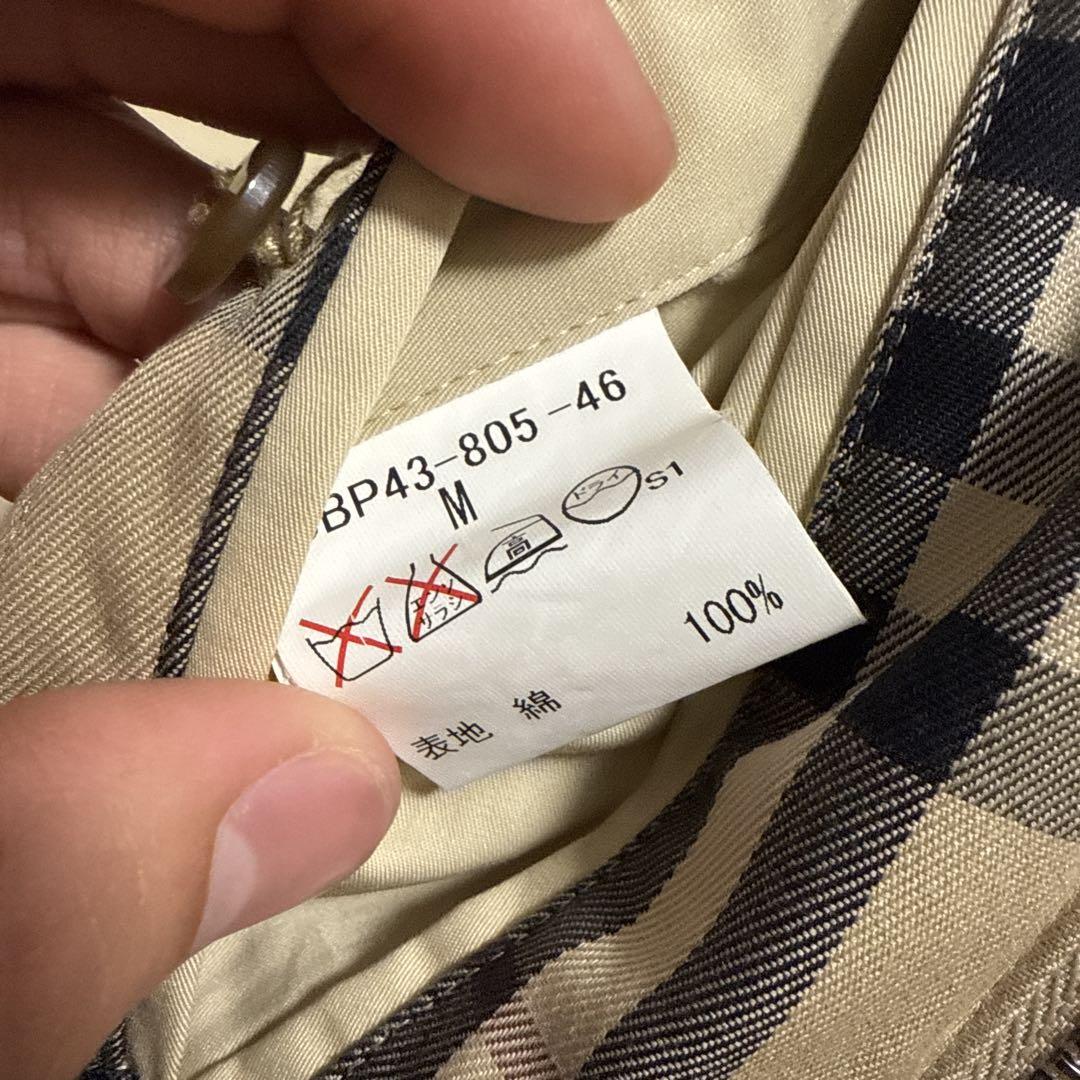 BP43-805-46
M
エンソ
サラシ
高
ドライ
S1
表地 綿 100%